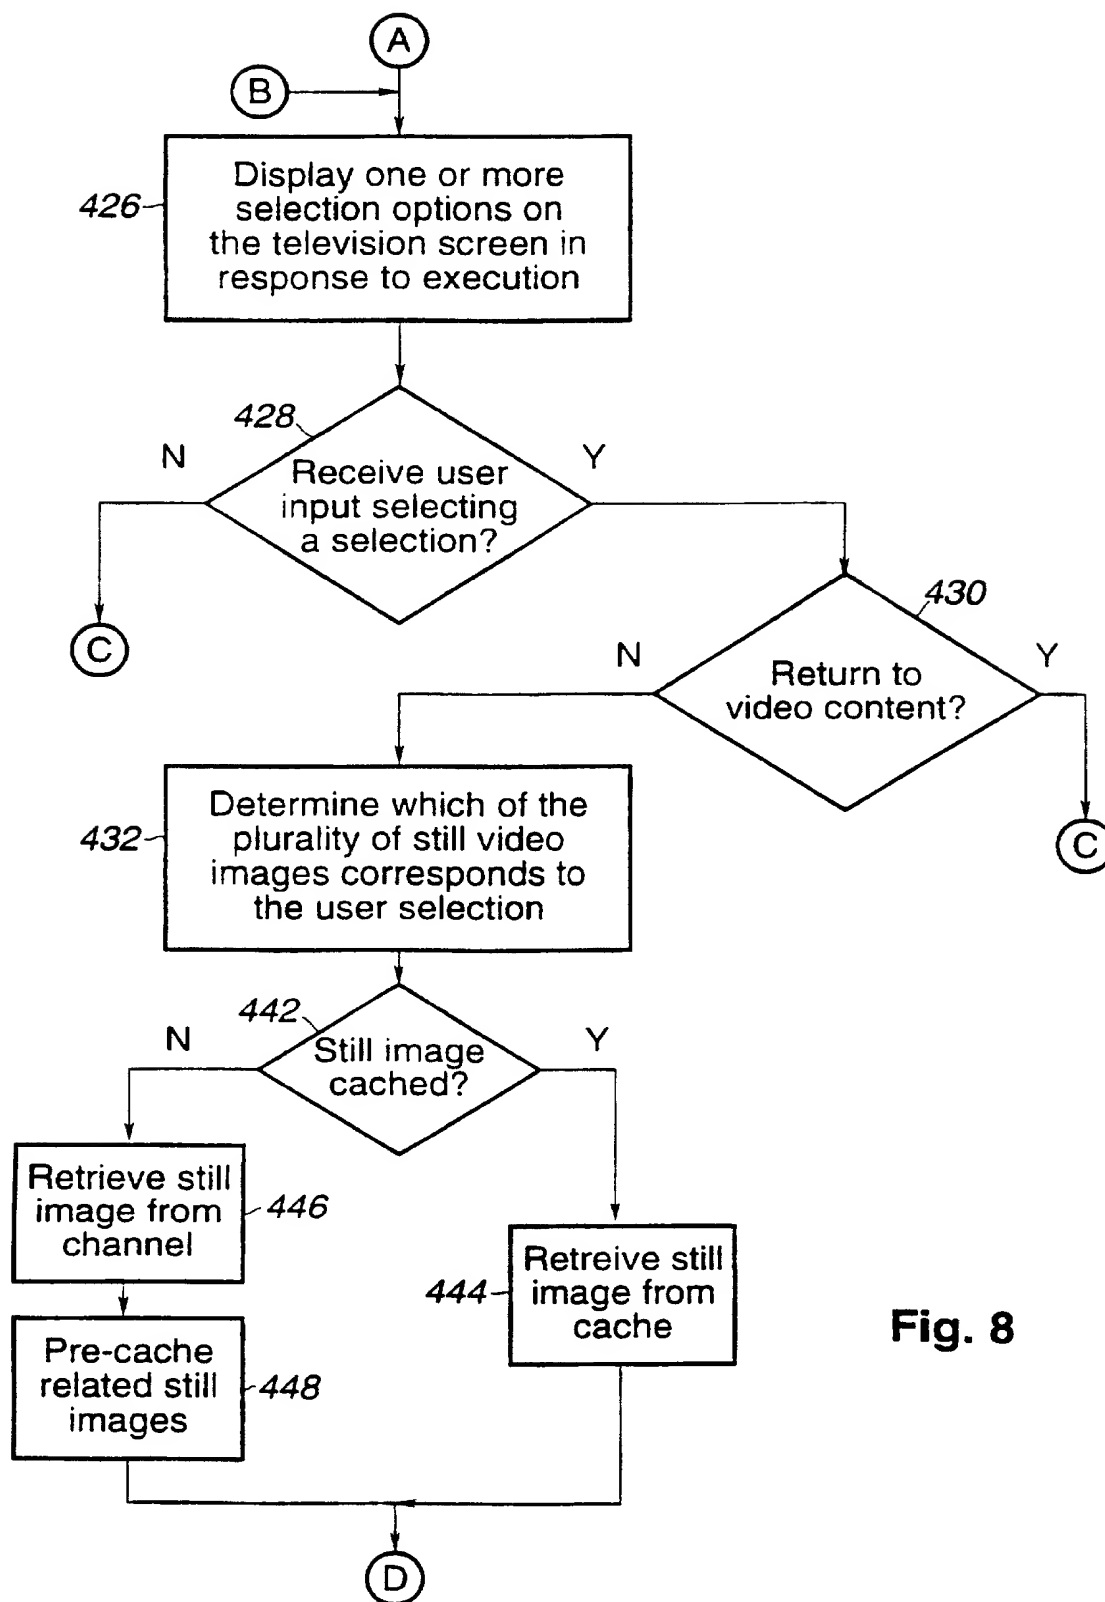 A
B
Display one or more
selection options on
the television screen in
response to execution
426
428
N
Y
Receive user
input selecting
a selection?
C
430
N
Y
Return to
video content?
C
432
Determine which of the
plurality of still video
images corresponds to
the user selection
442
N
Y
Still image
cached?
Retrieve still
image from
channel
446
444
Retreive still
image from
cache
Pre-cache
related still
images
448
Fig. 8
D